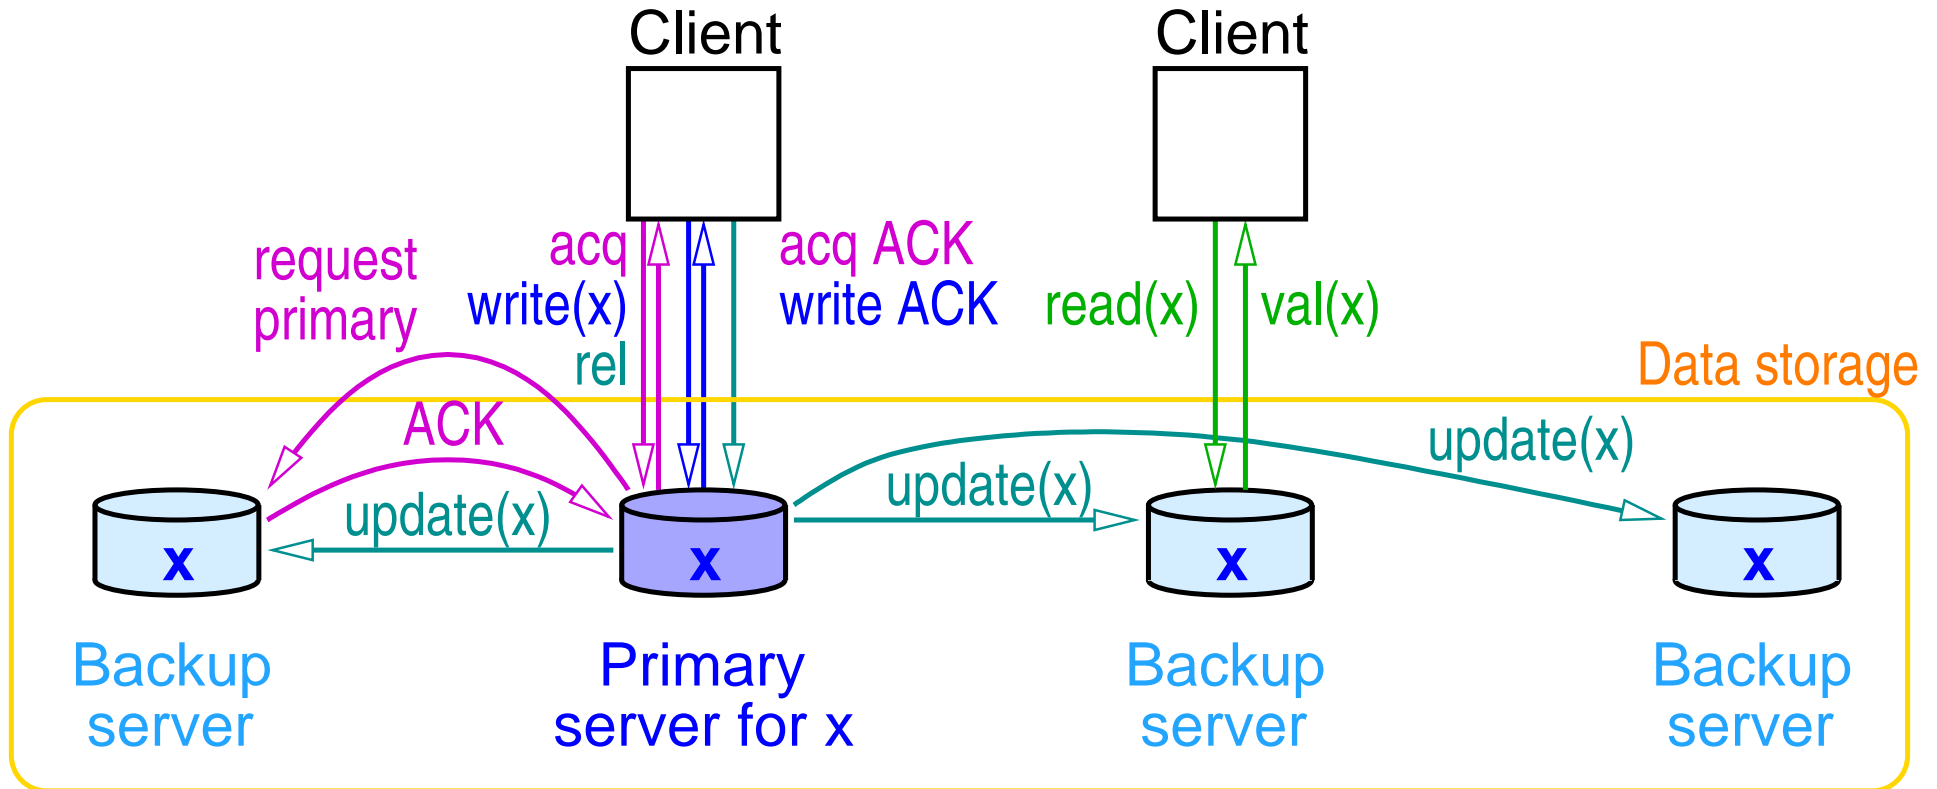 Client
Client
request
primary
acq
write(x)
rel
acq ACK
write ACK
read(x)
val(x)
Data storage
ACK
update(x)
update(x)
update(x)
x
x
x
x
Backup
server
Primary
server for x
Backup
server
Backup
server